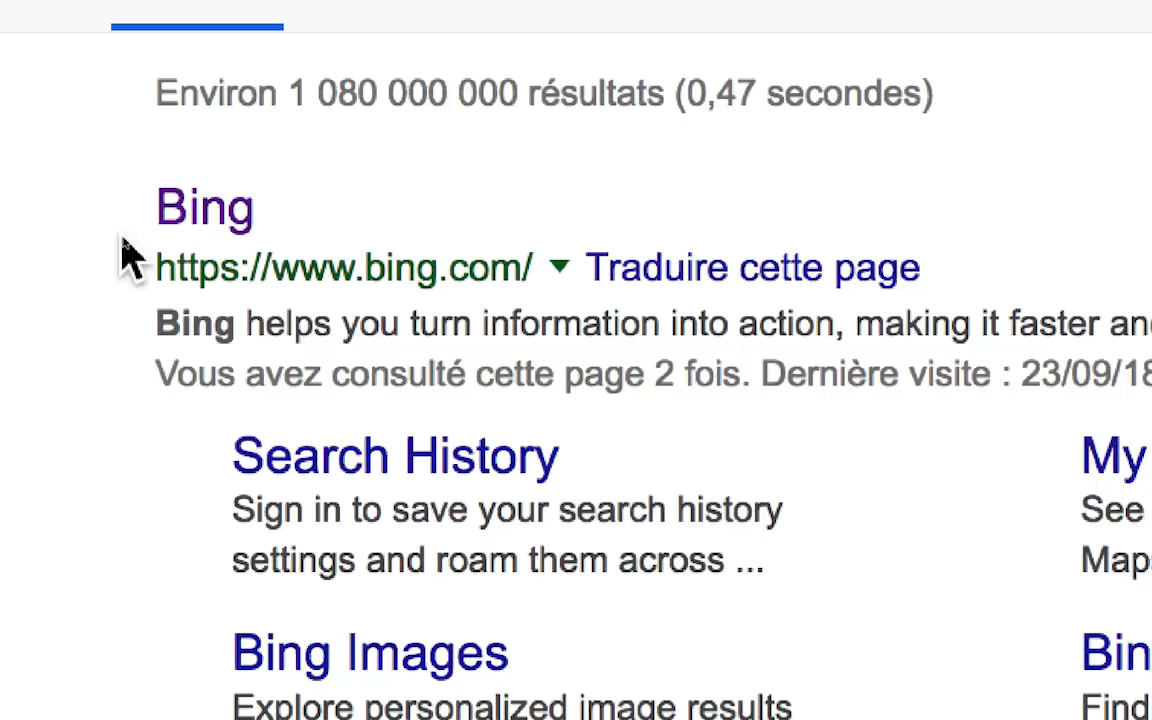 Environ 1 080 000 000 résultats (0,47 secondes)
Bing
https://www.bing.com/ ▼ Traduire cette page
Bing helps you turn information into action, making it faster
Vous avez consulté cette page 2 fois. Dernière visite : 23/09/18
Search History
My
Sign in to save your search history
See
settings and roam them across ...
Maps
Bing Images
Bin
Explore personalized image results
Find